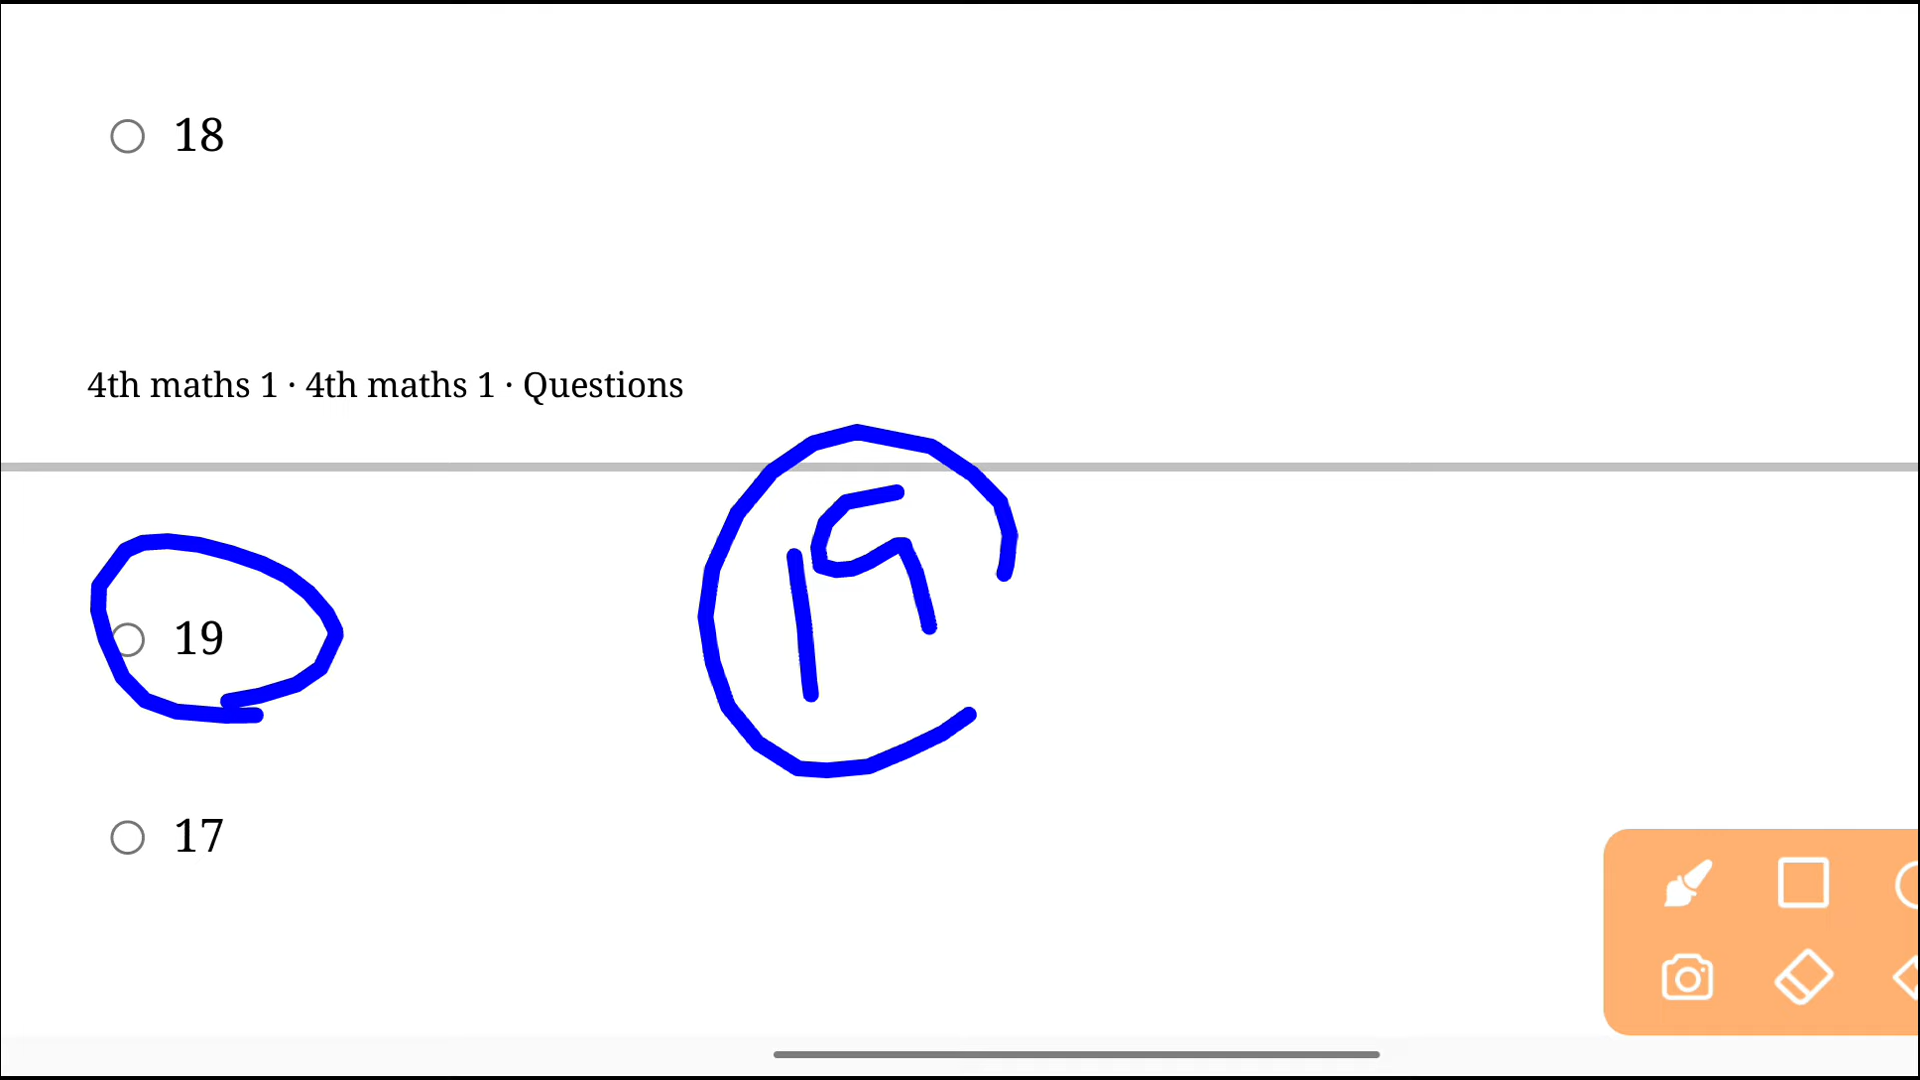 18
4th maths 1 · 4th maths 1 · Questions
19
19
17